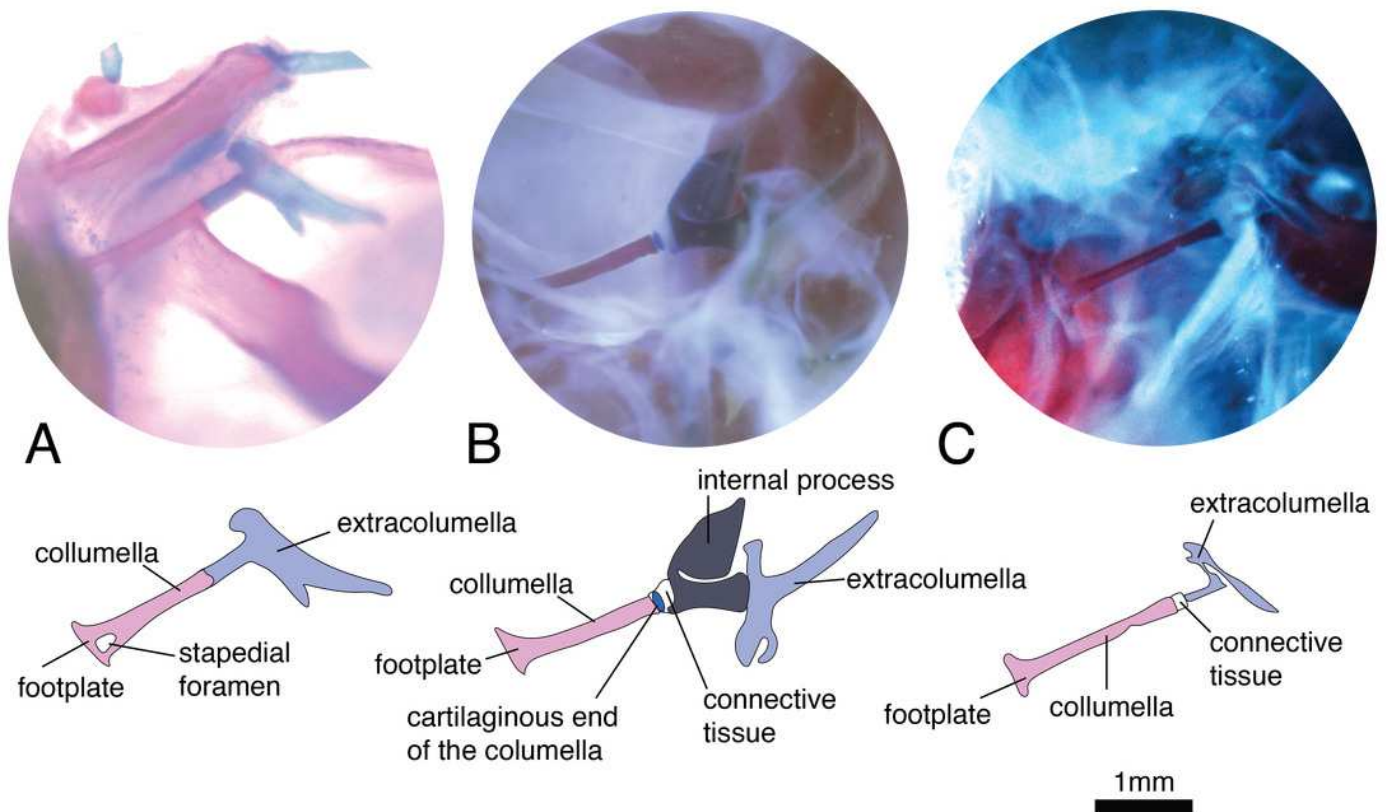 A
B
C
extracolumella
collumella
footplate
stapedial
foramen
internal process
collumella
extracolumella
footplate
cartilaginous end
of the columella
connective
tissue
extracolumella
connective
tissue
collumella
footplate
1mm